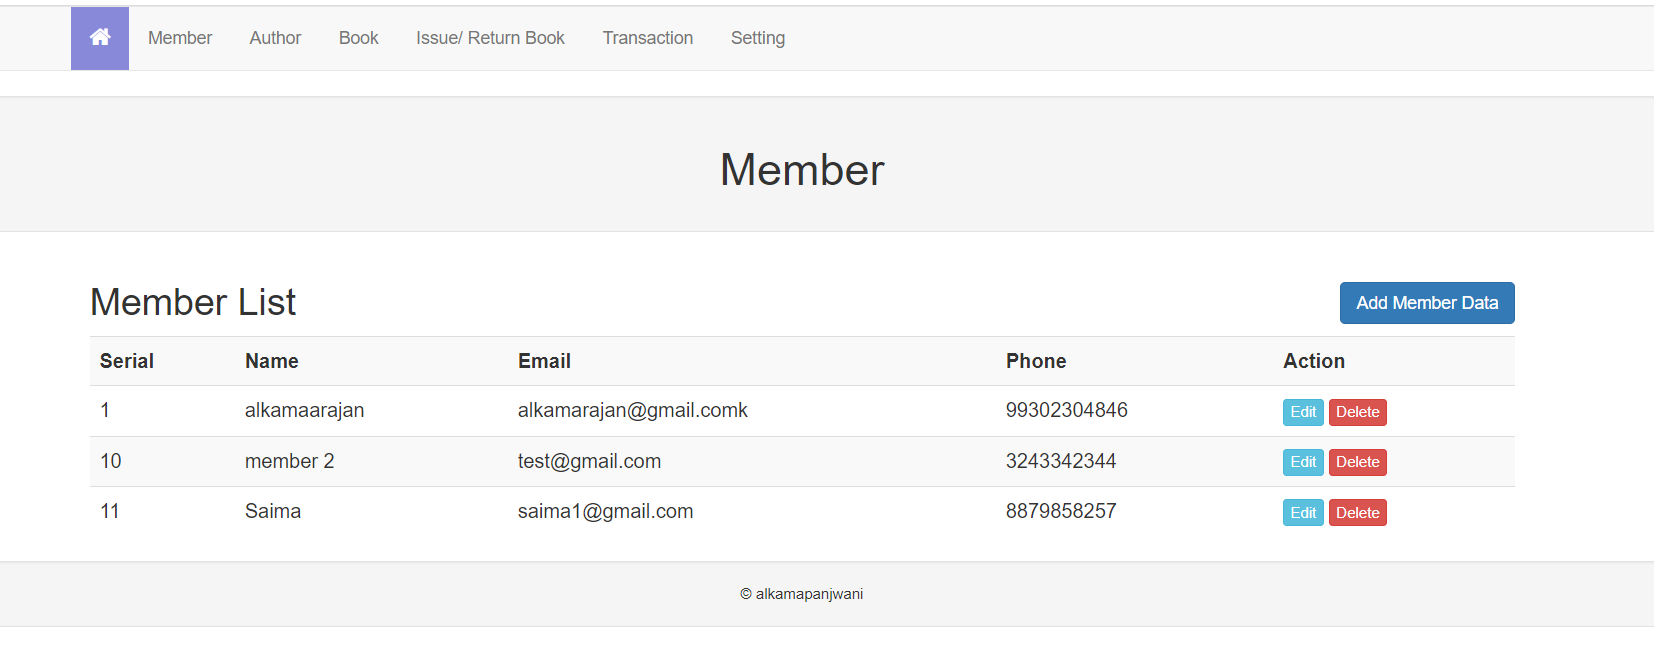 Member Author Book Issue/ Return Book Transaction Setting
Member
Member List Add Member Data
Serial Name Email Phone Action
1 alkamaarajan alkamarajan@gmail.comk 99302304846 Edit Delete
10 member 2 test@gmail.com 3243342344 Edit Delete
11 Saima saima1@gmail.com 8879858257 Edit Delete
© alkamapanjwani